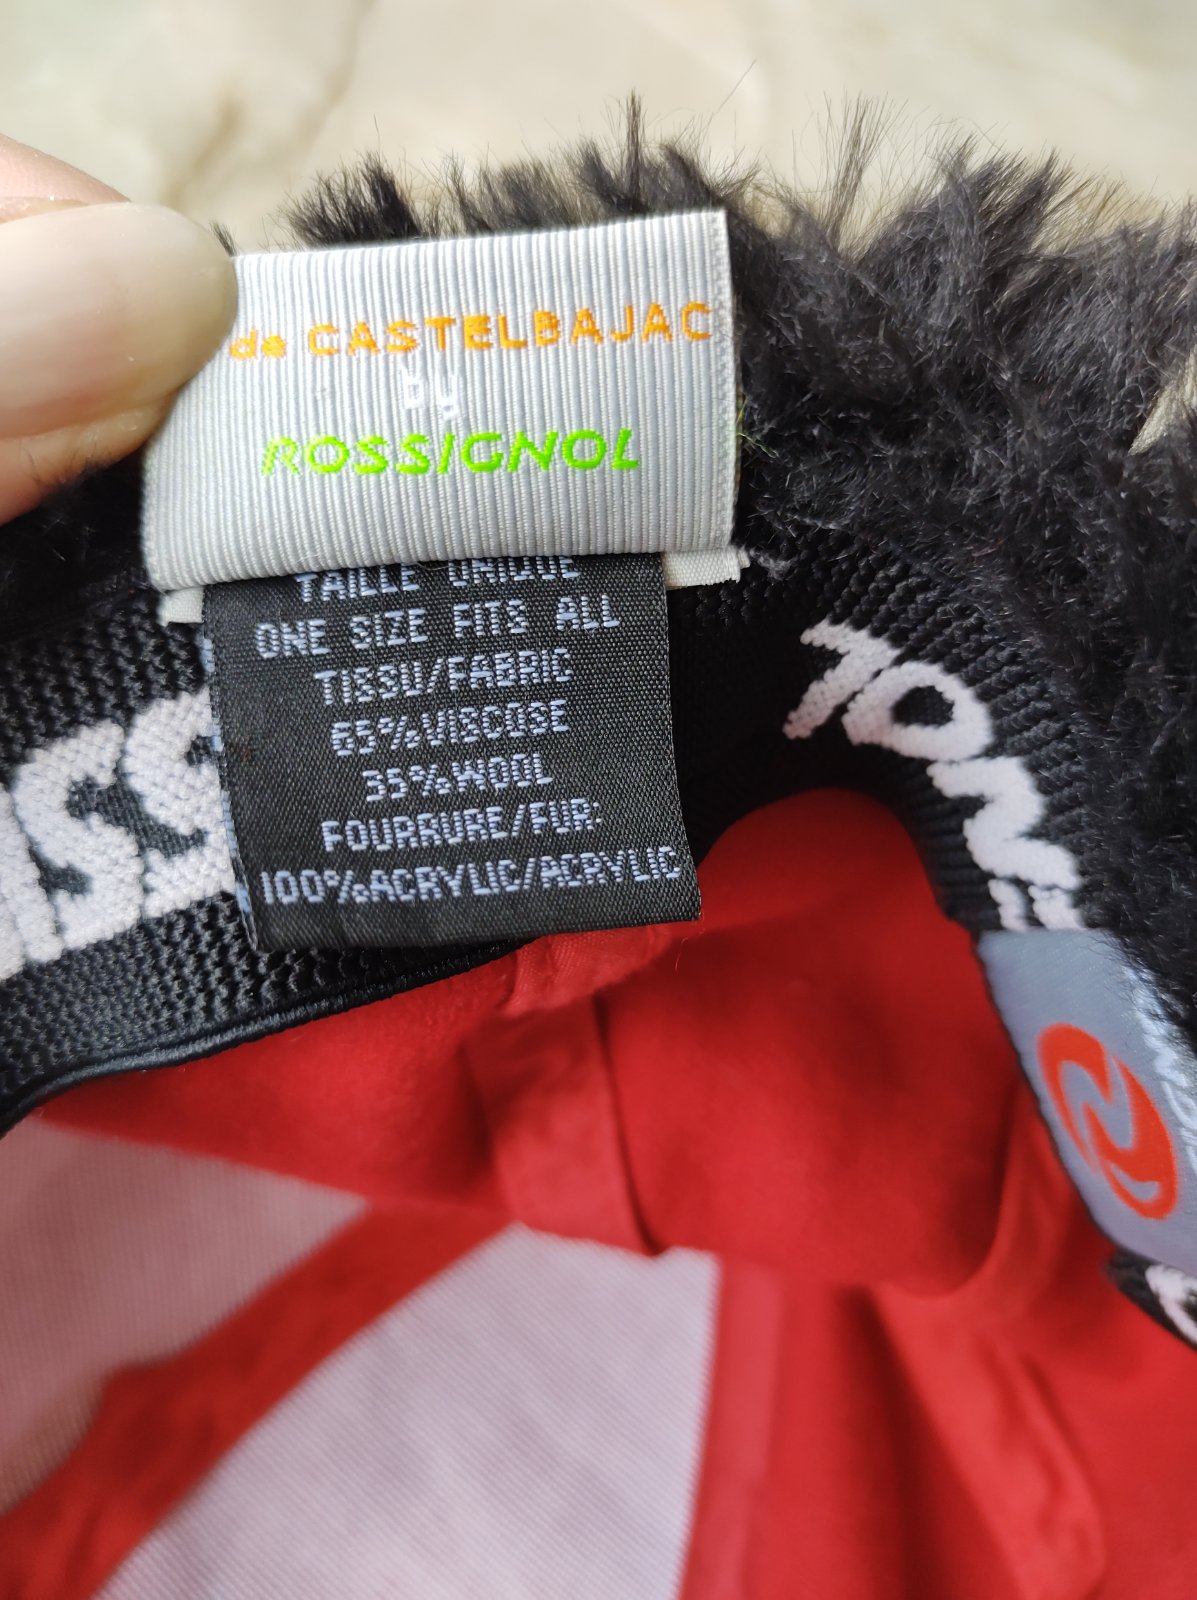 de CASTELBAJAC
by
ROSSIGNOL
TAILLE UNIQUE
ONE SIZE FITS ALL
TISSU/FABRIC
65%VISCOSE
35%WOOL
FOURRURE/FUR:
100%ACRYLIC/ACRYLIC